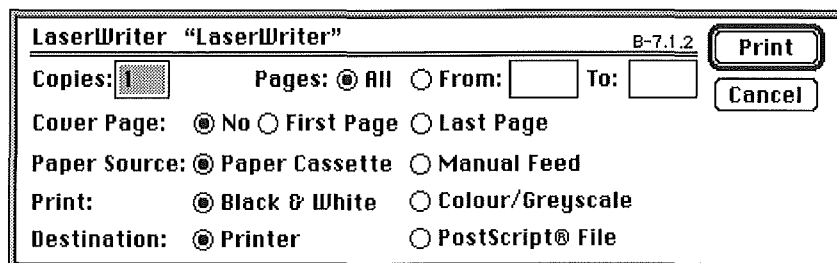 LaserWriter “LaserWriter” B-7.1.2 Print
Copies: 1 Pages: All From: To:
Cancel
Cover Page: No First Page Last Page
Paper Source: Paper Cassette Manual Feed
Print: Black & White Colour/Greyscale
Destination: Printer PostScript® File